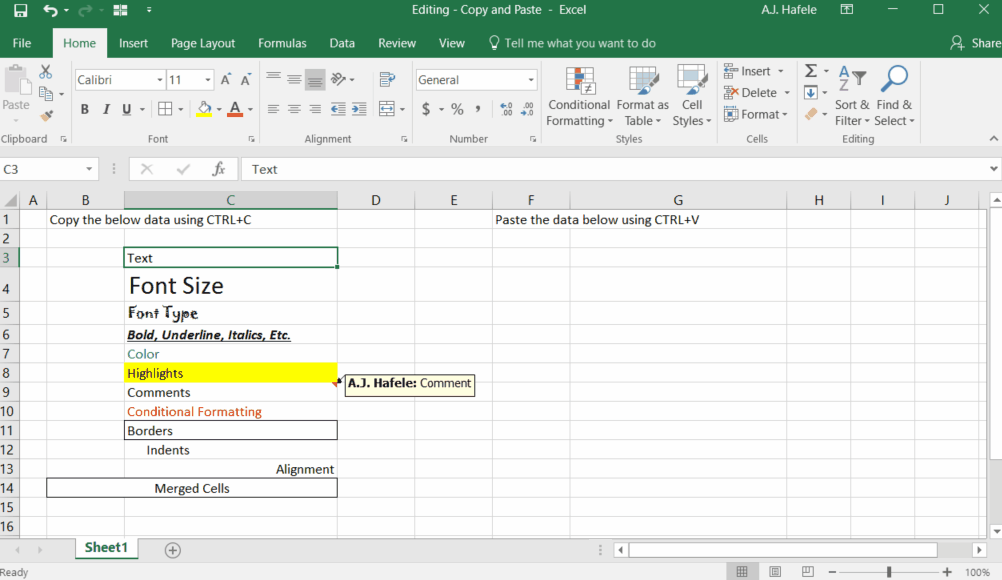 Editing - Copy and Paste - Excel
A.J. Hafele
File Home Insert Page Layout Formulas Data Review View Tell me what you want to do Share
Paste
Calibri 11
B I U A
General
$ % ,
Conditional Formatting
Format as Table
Cell Styles
Insert
Delete
Format
Sort & Filter
Find & Select
Clipboard Font Alignment Number Styles Cells Editing
C3 fx Text
A B C D E F G H I J
1 Copy the below data using CTRL+C Paste the data below using CTRL+V
2
3 Text
4 Font Size
5 Font Type
6 Bold, Underline, Italics, Etc.
7 Color
8 Highlights
A.J. Hafele: Comment
9 Comments
10 Conditional Formatting
11 Borders
12 Indents
13 Alignment
14 Merged Cells
15
16
Sheet1
Ready 100%